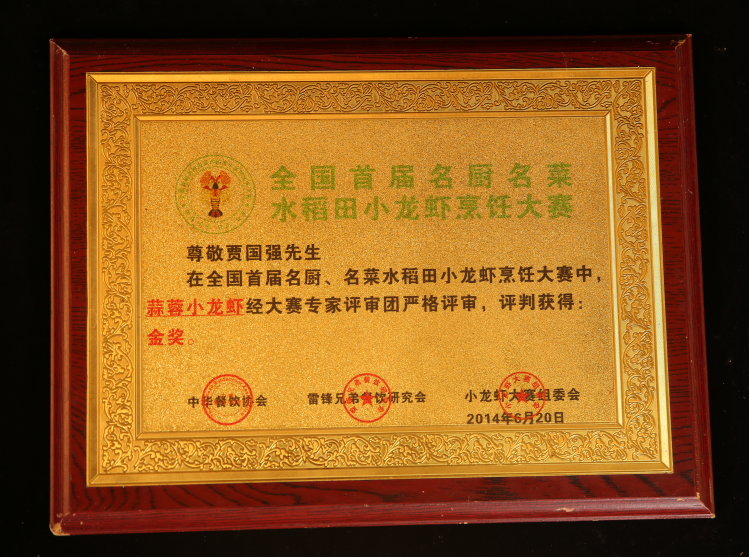 全国首届名厨名菜
水稻田小龙虾烹饪大赛
尊敬贾国强先生
在全国首届名厨、名菜水稻田小龙虾烹饪大赛中，
蒜蓉小龙虾经大赛专家评审团严格评审，评判获得：
金奖。
中华餐饮协会 雷锋兄弟餐饮研究会 小龙虾大赛组委会
2014年6月20日